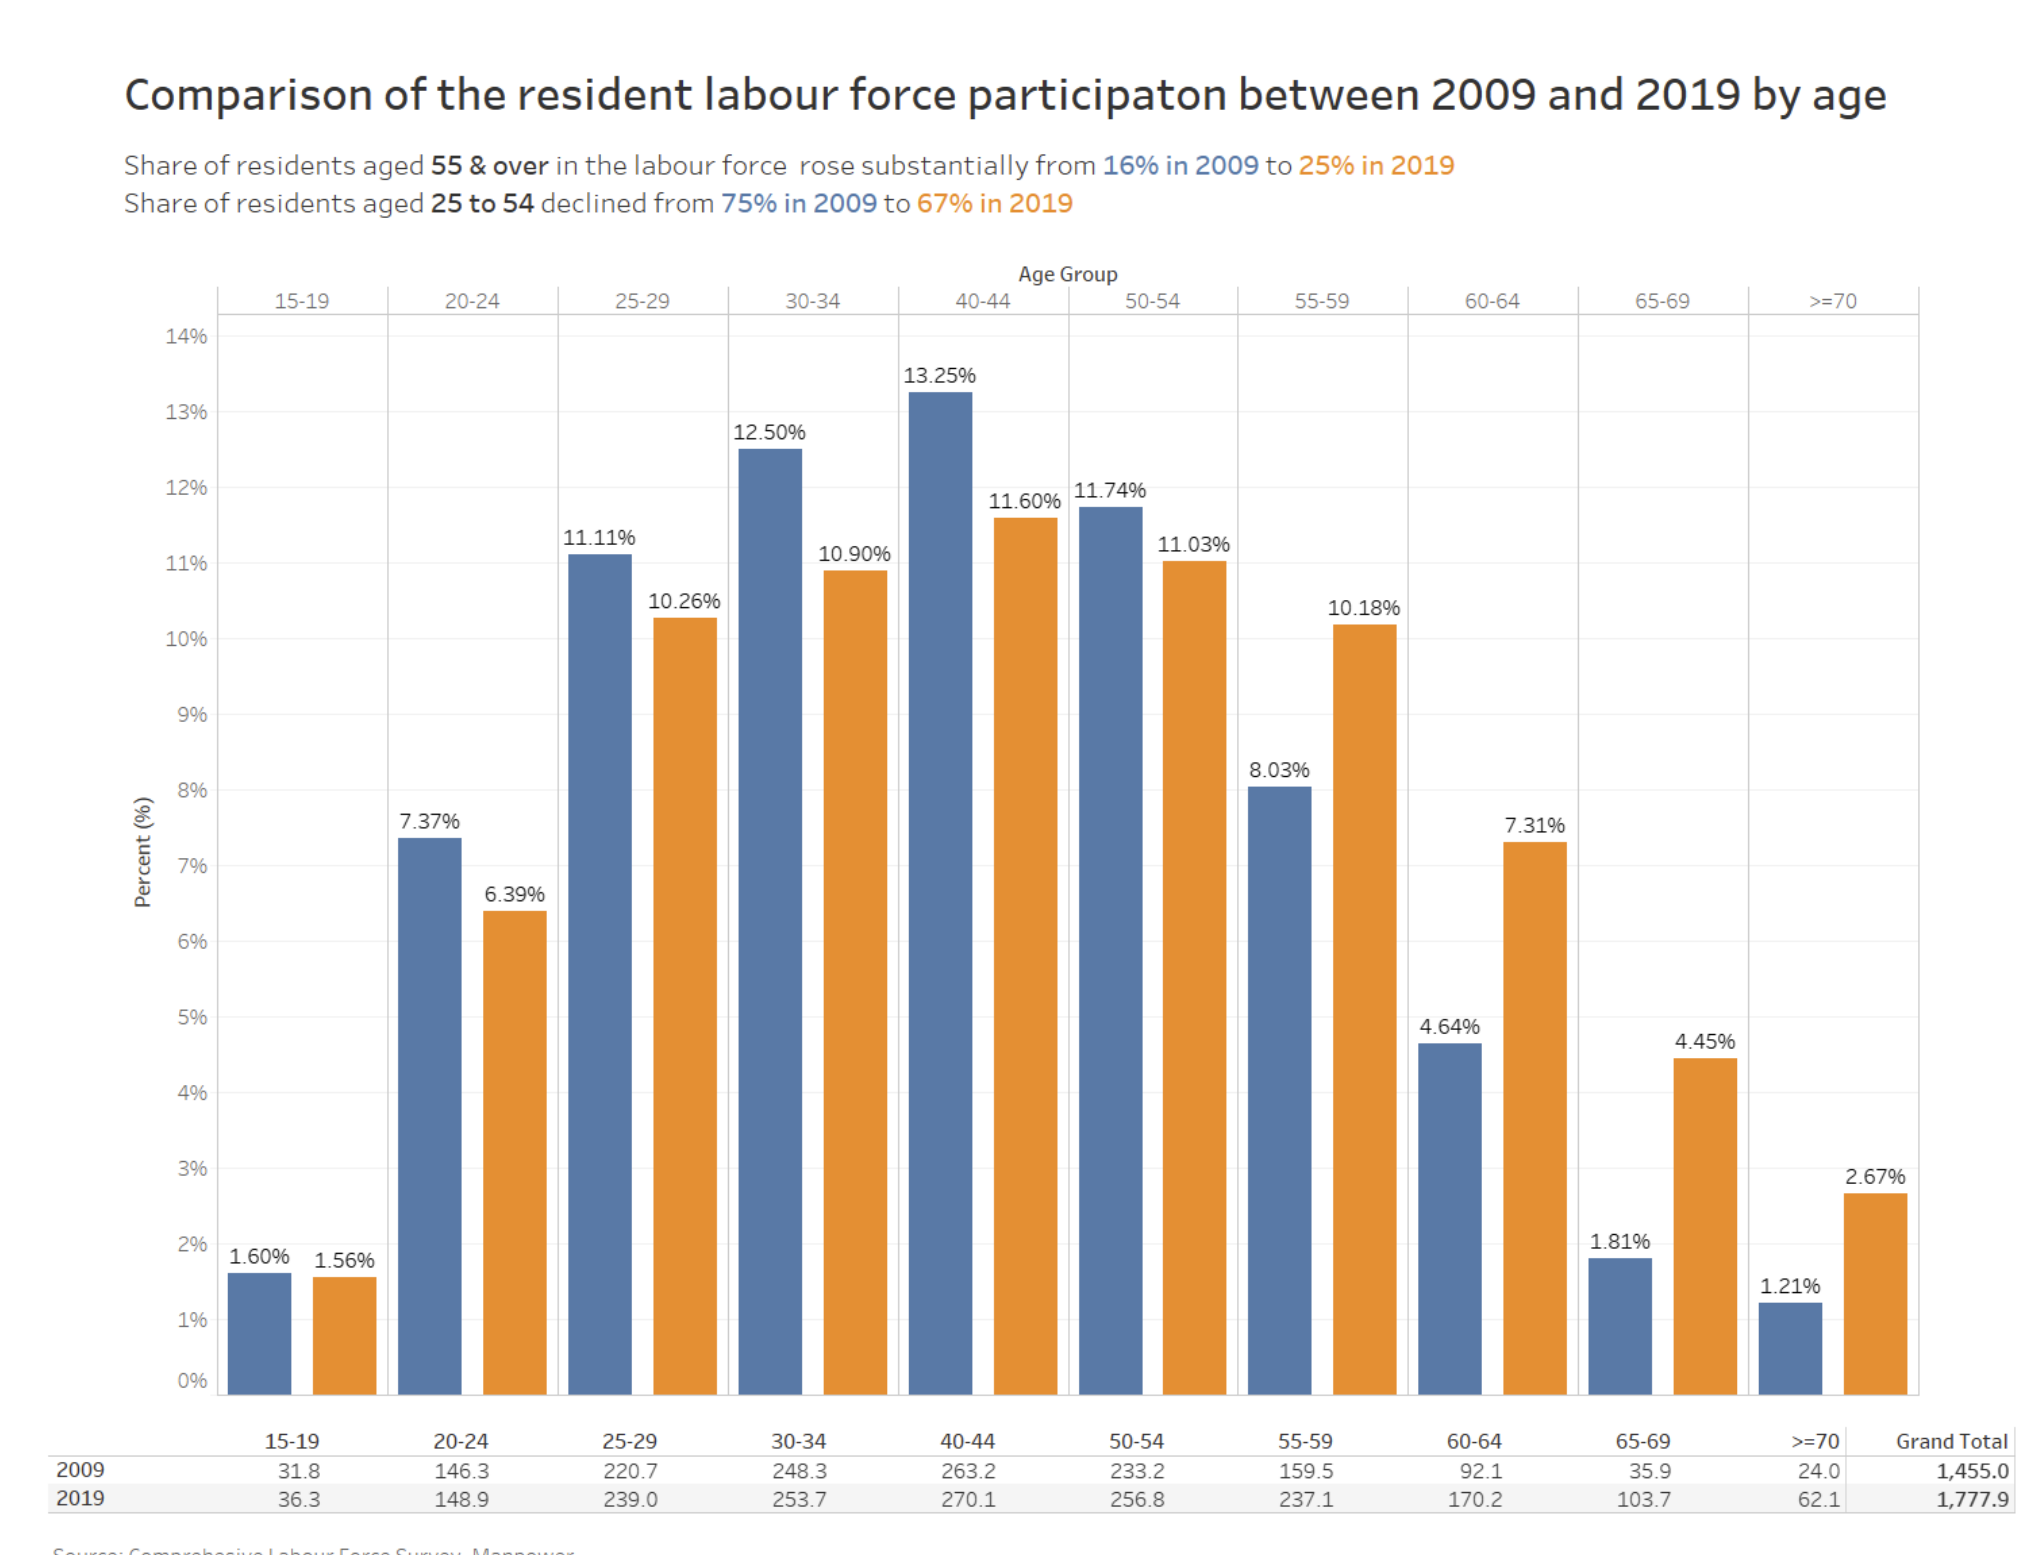 Comparison of the resident labour force participaton between 2009 and 2019 by age
Share of residents aged 55 & over in the labour force rose substantially from 16% in 2009 to 25% in 2019
Share of residents aged 25 to 54 declined from 75% in 2009 to 67% in 2019
Age Group
15-19 20-24 25-29 30-34 40-44 50-54 55-59 60-64 65-69 >=70
14%
13%
12%
11%
10%
9%
8%
7%
6%
5%
4%
3%
2%
1%
0%
Percent (%)
1.60% 1.56%
7.37% 6.39%
11.11% 10.26%
12.50% 10.90%
13.25% 11.60%
11.74% 11.03%
8.03% 10.18%
4.64% 7.31%
1.81% 4.45%
1.21% 2.67%
15-19 20-24 25-29 30-34 40-44 50-54 55-59 60-64 65-69 >=70 Grand Total
2009 31.8 146.3 220.7 248.3 263.2 233.2 159.5 92.1 35.9 24.0 1,455.0
2019 36.3 148.9 239.0 253.7 270.1 256.8 237.1 170.2 103.7 62.1 1,777.9
Source: Comprehesive Labour Force Survey, Manpower